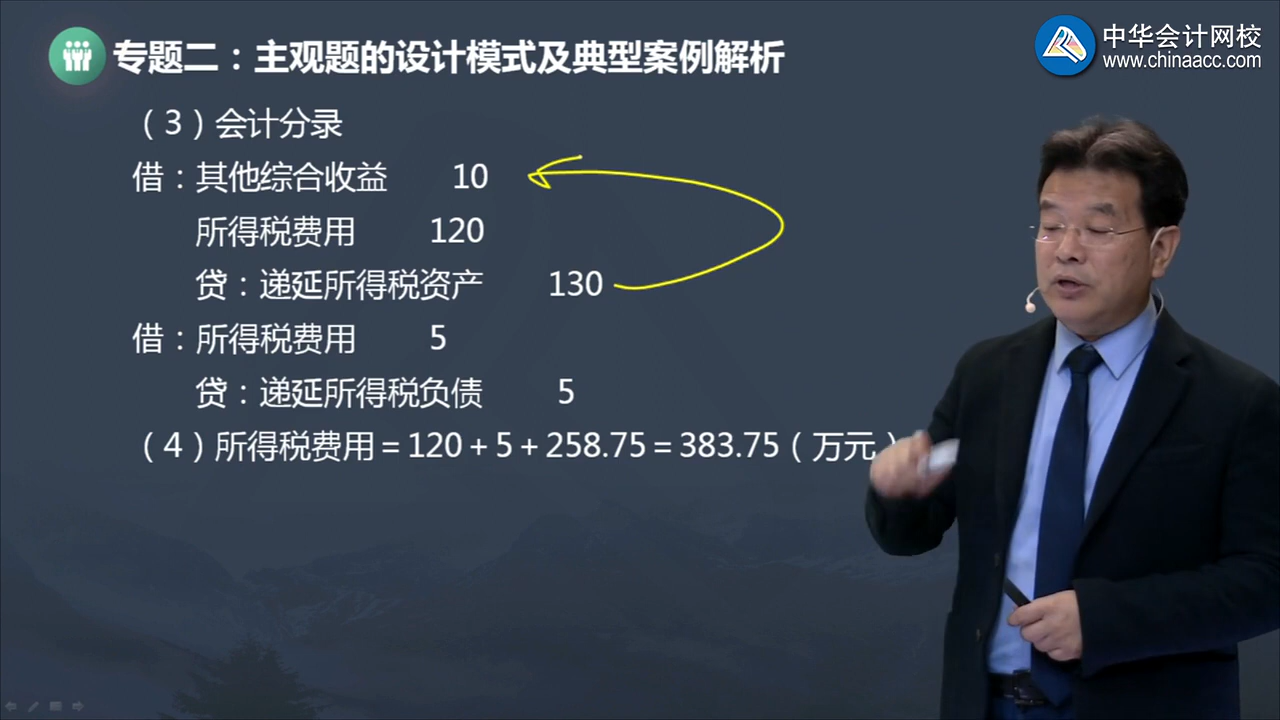 专题二：主观题的设计模式及典型案例解析
中华会计网校
www.chinaacc.com
（3）会计分录
借：其他综合收益 10
所得税费用 120
贷：递延所得税资产 130
借：所得税费用 5
贷：递延所得税负债 5
（4）所得税费用＝120＋5＋258.75＝383.75（万元）